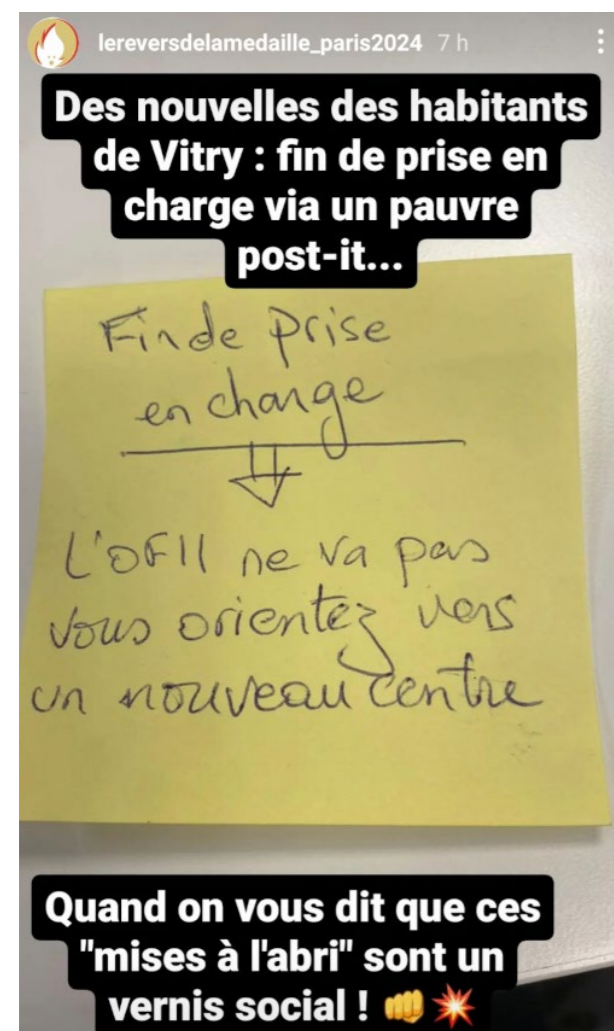 lereversdelamedaille_paris2024 7 h
Des nouvelles des habitants
de Vitry : fin de prise en
charge via un pauvre
post-it...
Fin de prise
en charge
L'OFII ne va pas
vous orientez vers
un nouveau centre
Quand on vous dit que ces
"mises à l'abri" sont un
vernis social ! 👊💥